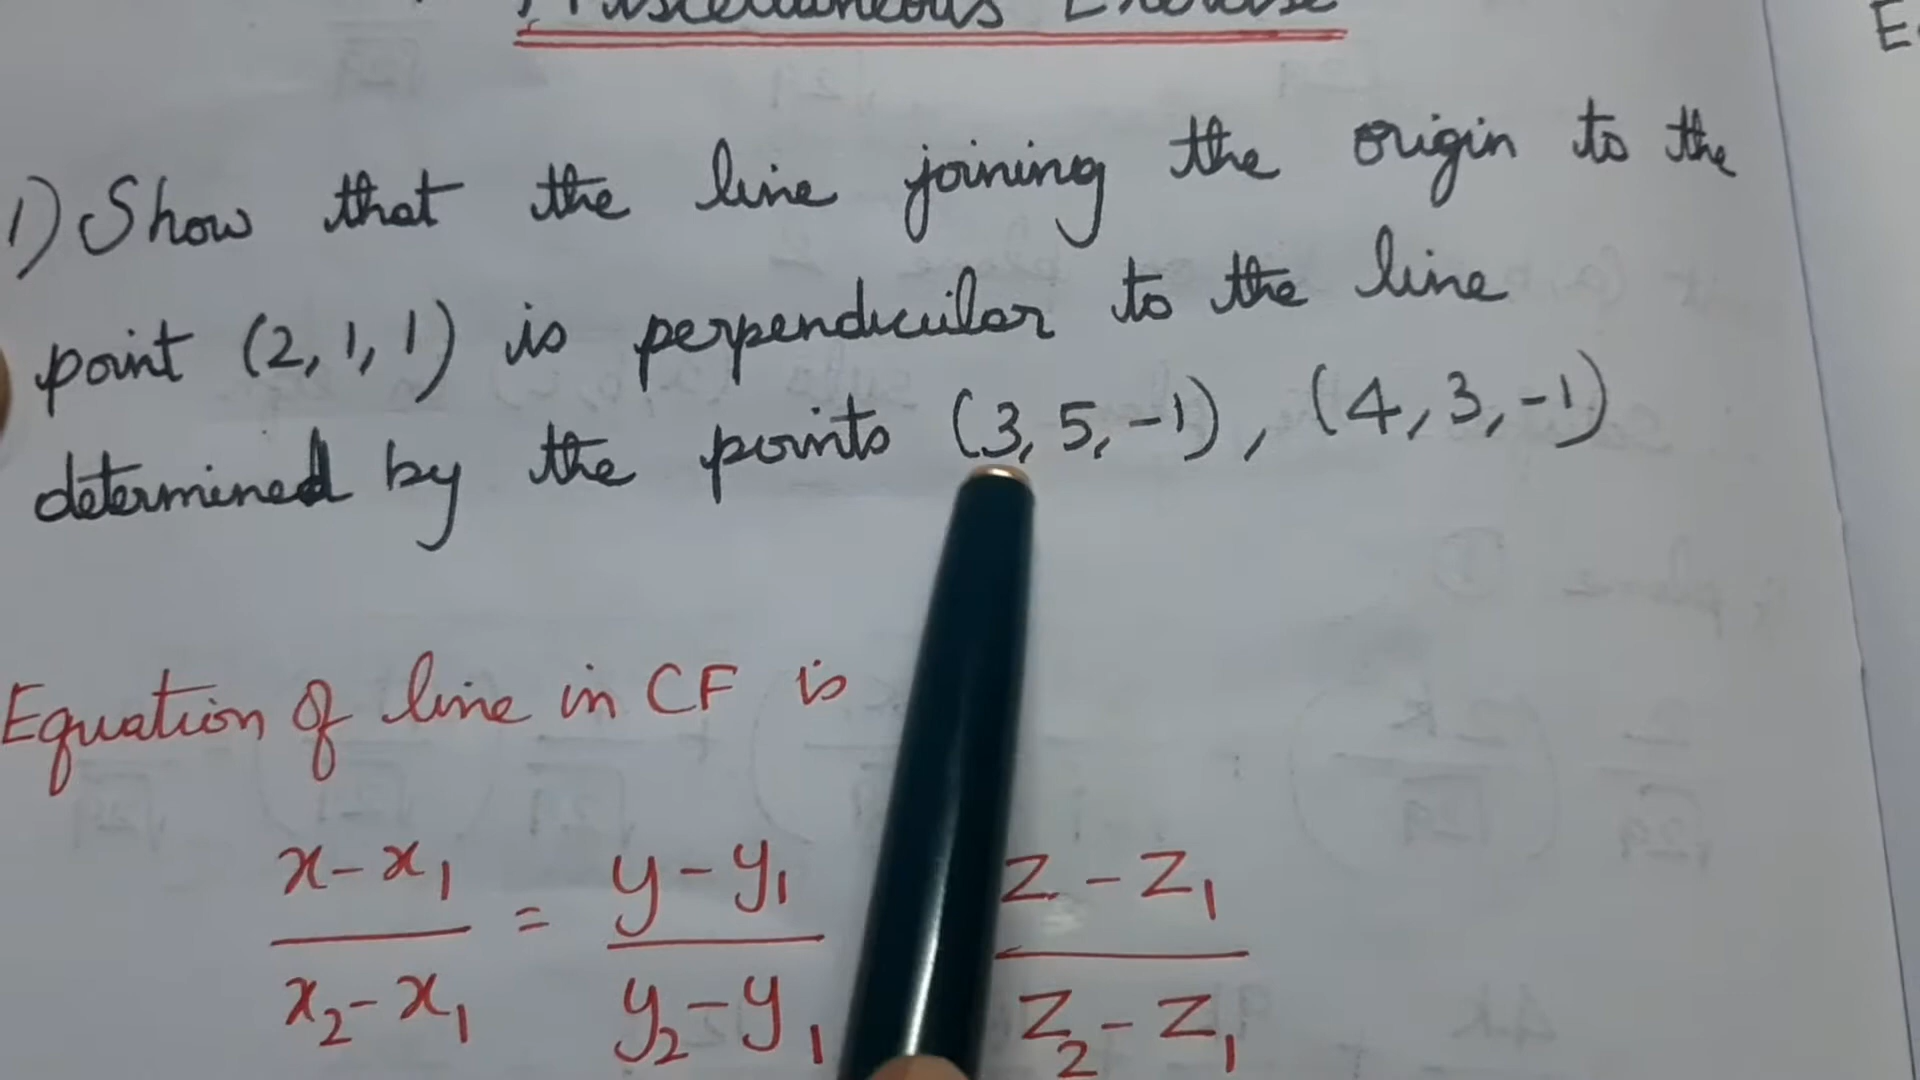 Miscellaneous Exercise
1) Show that the line joining the origin to the
point (2, 1, 1) is perpendicular to the line
determined by the points (3, 5, -1), (4, 3, -1)
Equation of line in CF is
x - x₁ / x₂ - x₁ = y - y₁ / y₂ - y₁ z - z₁ / z₂ - z₁